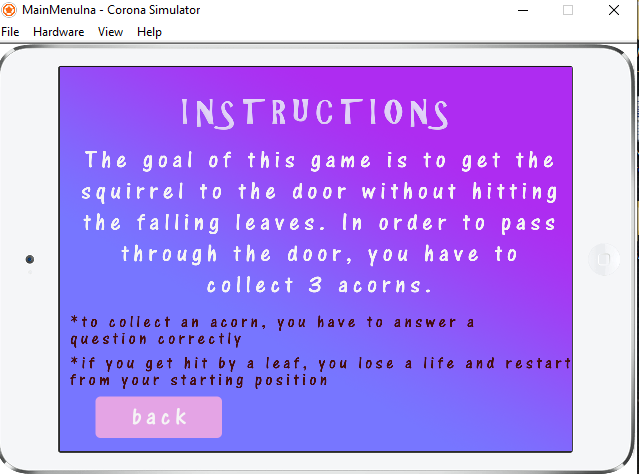 MainMenuIna - Corona Simulator
File Hardware View Help
INSTRUCTIONS
The goal of this game is to get the
squirrel to the door without hitting
the falling leaves. In order to pass
through the door, you have to
collect 3 acorns.
*to collect an acorn, you have to answer a
question correctly
*if you get hit by a leaf, you lose a life and restart
from your starting position
back